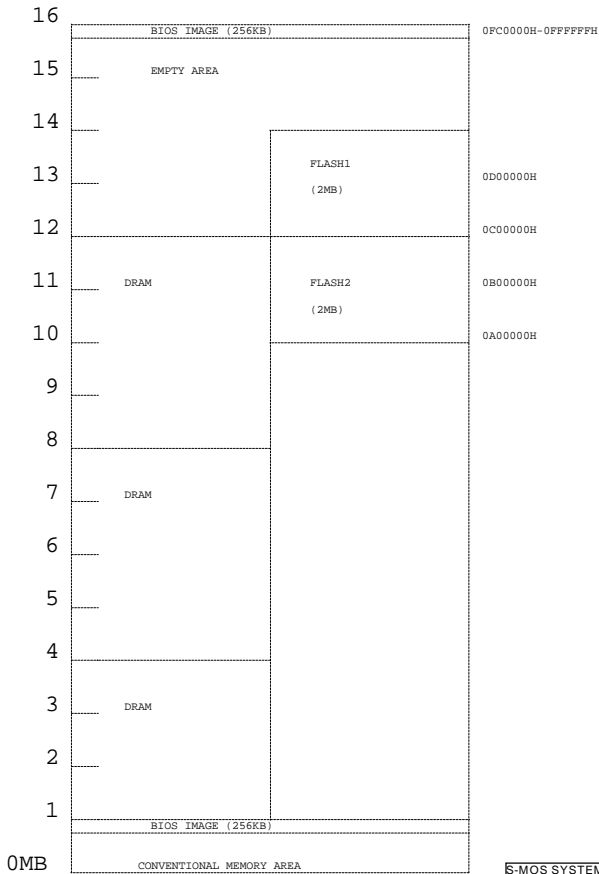 16
BIOS IMAGE (256KB)
0FC0000H-0FFFFFFH
15
EMPTY AREA
14
FLASH1
13
(2MB)
0D00000H
12
0C00000H
11
DRAM
FLASH2
0B00000H
(2MB)
10
0A00000H
9
8
7
DRAM
6
5
4
3
DRAM
2
1
BIOS IMAGE (256KB)
0MB
CONVENTIONAL MEMORY AREA
S-MOS SYSTEM